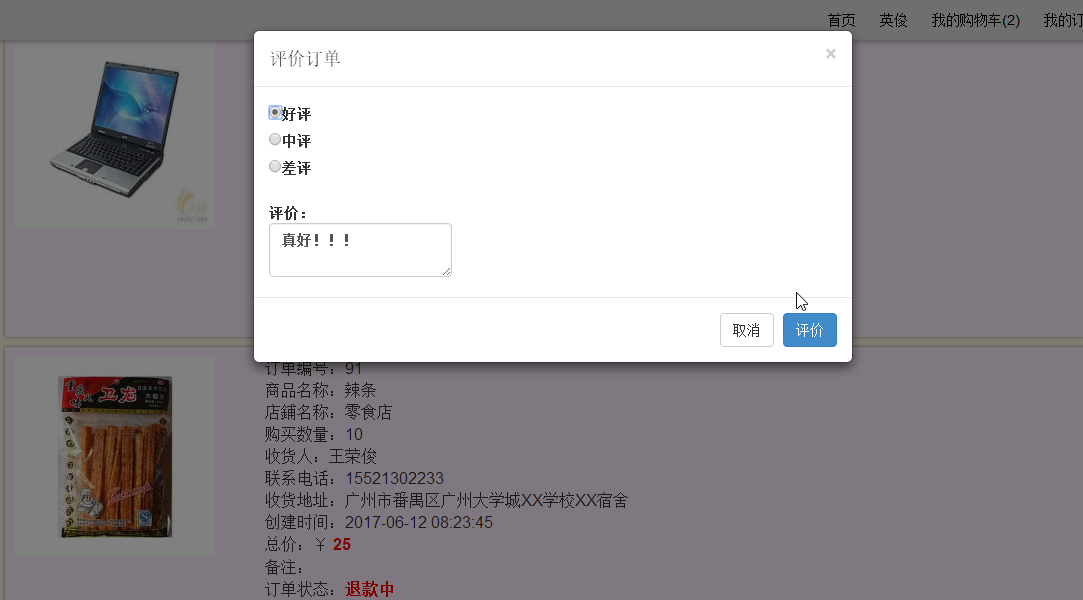 首页 英俊 我的购物车(2) 我的订
评价订单 ×
好评
中评
差评
评价：
真好！！！
取消 评价
卫龙
订单编号：91
商品名称：辣条
店鋪名称：零食店
购买数量：10
收货人：王荣俊
联系电话：15521302233
收货地址：广州市番禺区广州大学城XX学校XX宿舍
创建时间：2017-06-12 08:23:45
总价：￥ 25
备注：
订单状态：退款中